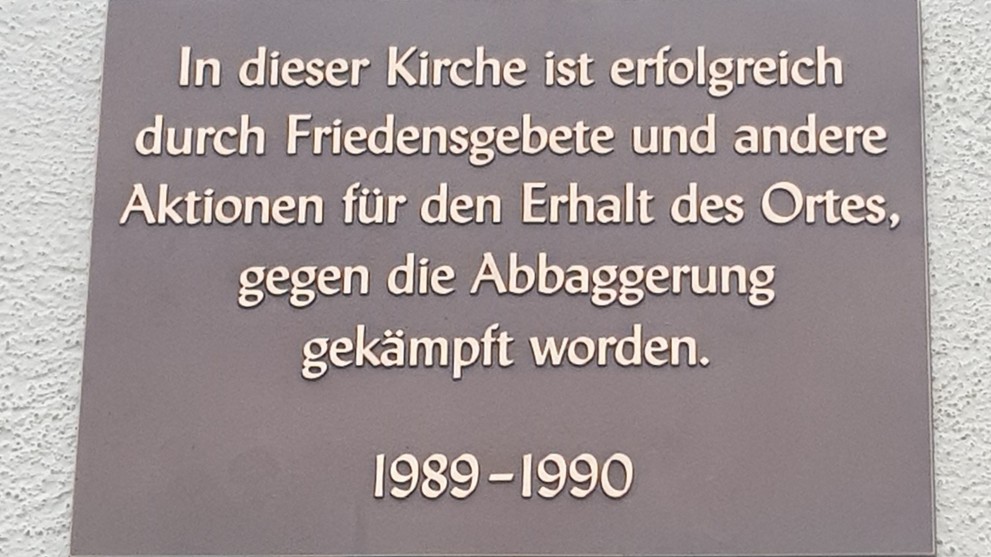 In dieser Kirche ist erfolgreich
durch Friedensgebete und andere
Aktionen für den Erhalt des Ortes,
gegen die Abbaggerung
gekämpft worden.
1989–1990